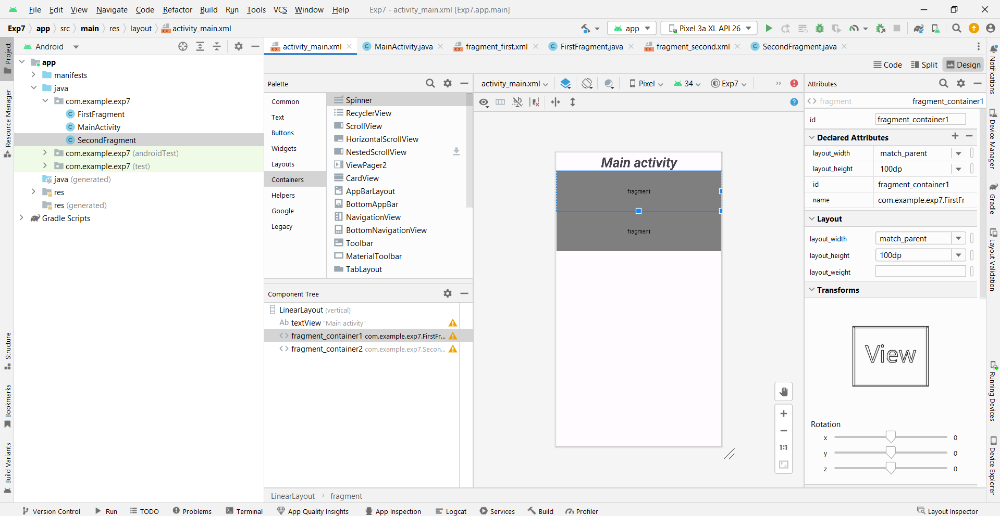 File Edit View Navigate Code Refactor Build Run Tools VCS Window Help Exp7 - activity_main.xml [Exp7.app.main]
Exp7 app src main res layout activity_main.xml app Pixel 3a XL API 26
Project
Resource Manager
Structure
Bookmarks
Build Variants
Android
app
manifests
java
com.example.exp7
FirstFragment
MainActivity
SecondFragment
com.example.exp7 (androidTest)
com.example.exp7 (test)
java (generated)
res
res (generated)
Gradle Scripts
activity_main.xml MainActivity.java fragment_first.xml FirstFragment.java fragment_second.xml SecondFragment.java
Code Split Design
Palette
Common
Text
Buttons
Widgets
Layouts
Containers
Helpers
Google
Legacy
Spinner
RecyclerView
ScrollView
HorizontalScrollView
NestedScrollView
ViewPager2
CardView
AppBarLayout
BottomAppBar
NavigationView
BottomNavigationView
Toolbar
MaterialToolbar
TabLayout
Component Tree
LinearLayout (vertical)
Ab textView "Main activity"
fragment_container1 com.example.exp7.FirstFr...
fragment_container2 com.example.exp7.Secon...
activity_main.xml Pixel 34 Exp7
Main activity
fragment
fragment
1:1
Attributes
fragment fragment_container1
id fragment_container1
Declared Attributes
layout_width match_parent
layout_height 100dp
id fragment_container1
name com.example.exp7.FirstFr
Layout
layout_width match_parent
layout_height 100dp
layout_weight
Transforms
View
Rotation
x 0
y 0
z 0
Notifications
Device Manager
Gradle
Layout Validation
Running Devices
Device Explorer
LinearLayout fragment
Version Control Run TODO Problems Terminal App Quality Insights App Inspection Logcat Services Build Profiler Layout Inspector